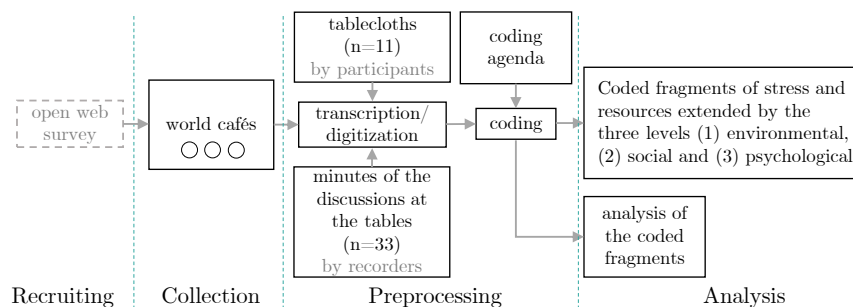 open web
survey
world cafés
tablecloths
(n=11)
by participants
transcription/
digitization
minutes of the
discussions at
the tables
(n=33)
by recorders
coding
agenda
coding
Coded fragments of stress and
resources extended by the
three levels (1) environmental,
(2) social and (3) psychological
analysis of
the coded
fragments
Recruiting
Collection
Preprocessing
Analysis